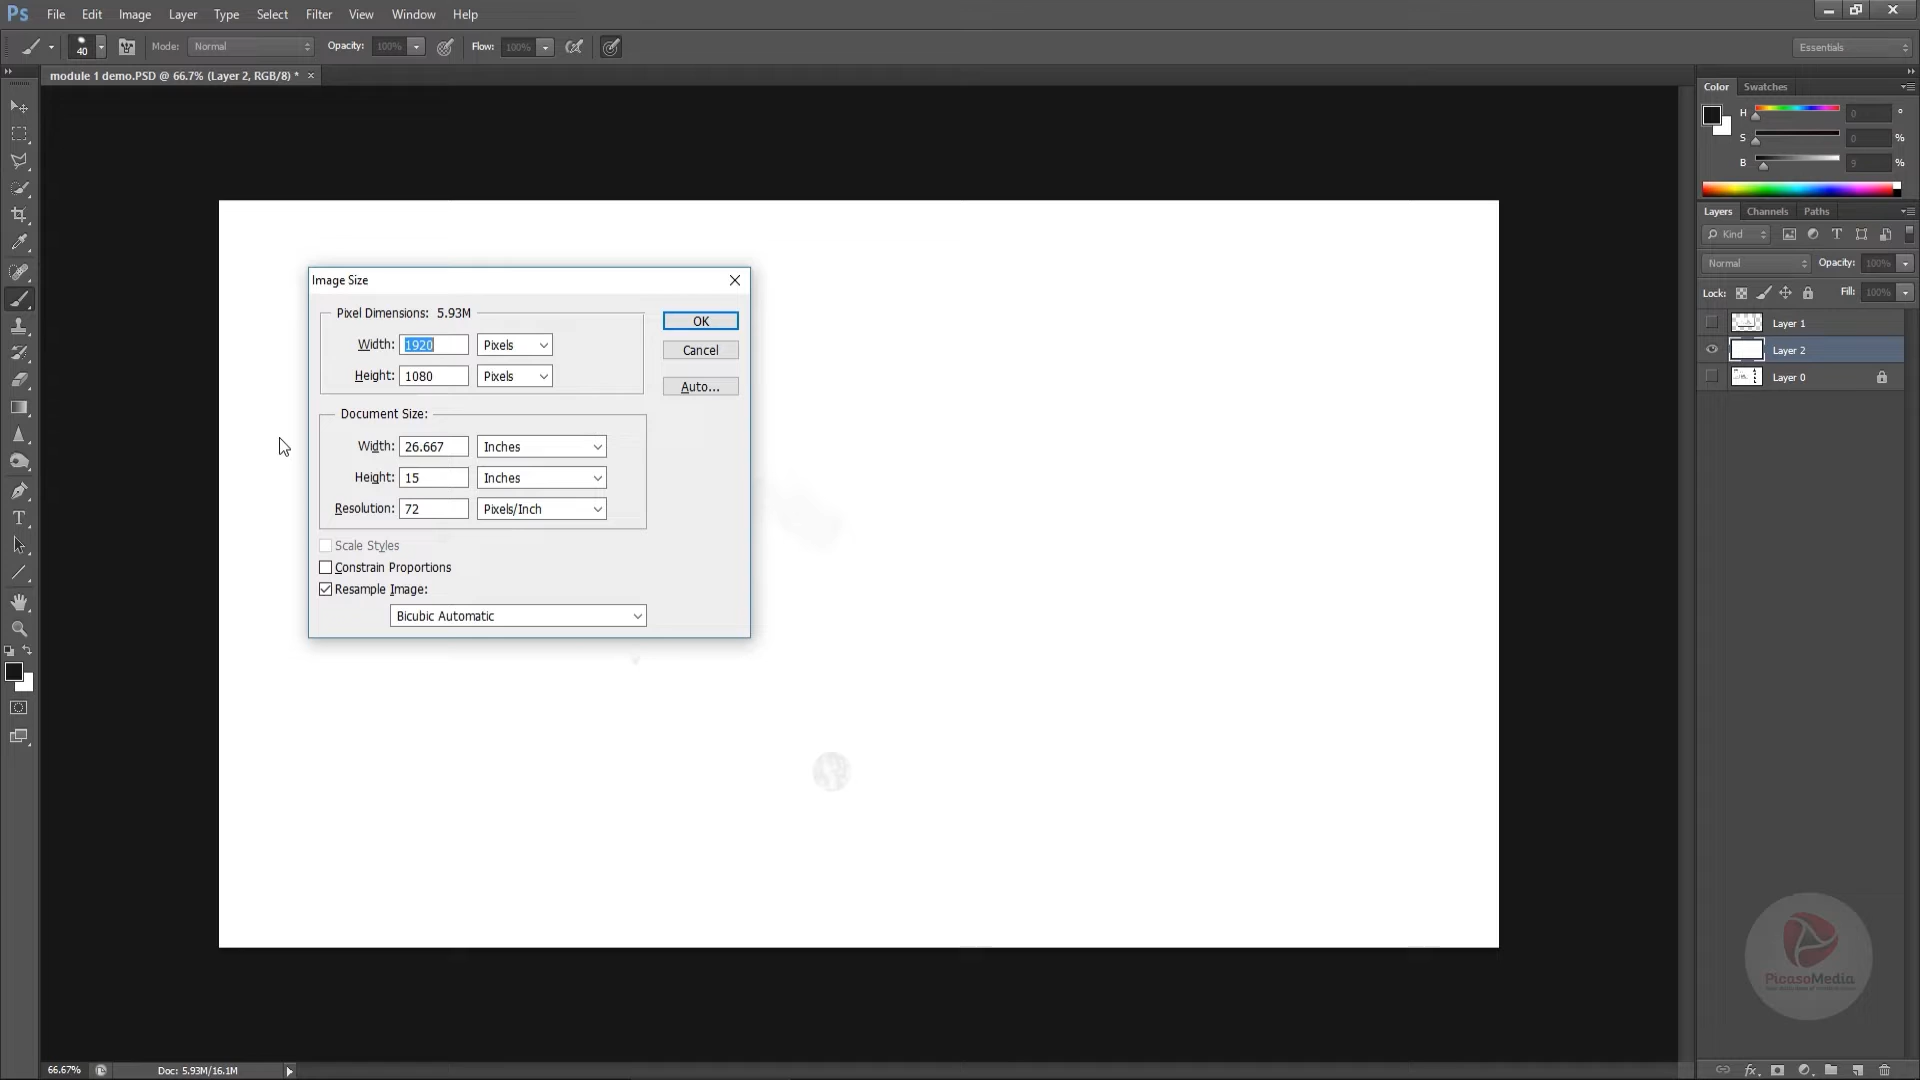 Ps File Edit Image Layer Type Select Filter View Window Help
40 Mode: Normal Opacity: 100% Flow: 100% Essentials
module 1 demo.PSD @ 66.7% (Layer 2, RGB/8) * ×
Color Swatches
H 0 °
S 0 %
B 9 %
Layers Channels Paths
Kind
Normal Opacity: 100%
Lock: Fill: 100%
Layer 1
Layer 2
Layer 0
Image Size
Pixel Dimensions: 5.93M
Width: 1920 Pixels
Height: 1080 Pixels
OK
Cancel
Auto...
Document Size:
Width: 26.667 Inches
Height: 15 Inches
Resolution: 72 Pixels/Inch
Scale Styles
Constrain Proportions
Resample Image:
Bicubic Automatic
PicasoMedia
66.67% Doc: 5.93M/16.1M
fx